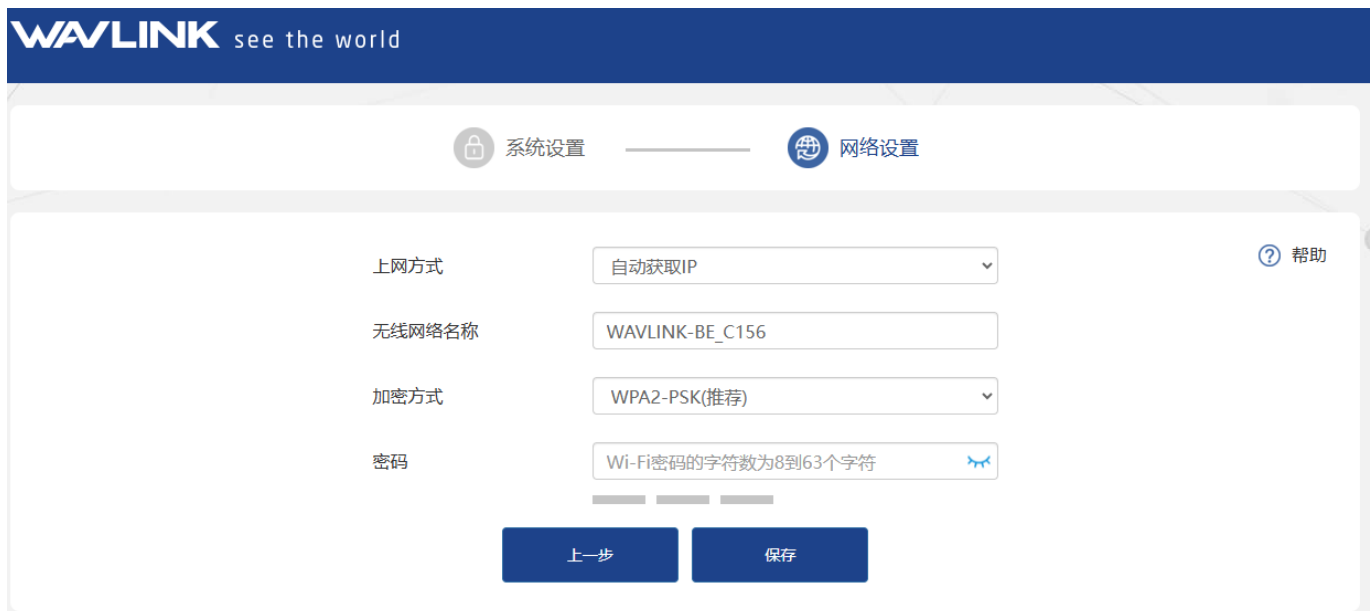 WAVLINK see the world
系统设置 网络设置
帮助
上网方式 自动获取IP
无线网络名称 WAVLINK-BE_C156
加密方式 WPA2-PSK(推荐)
密码 Wi-Fi密码的字符数为8到63个字符
上一步 保存